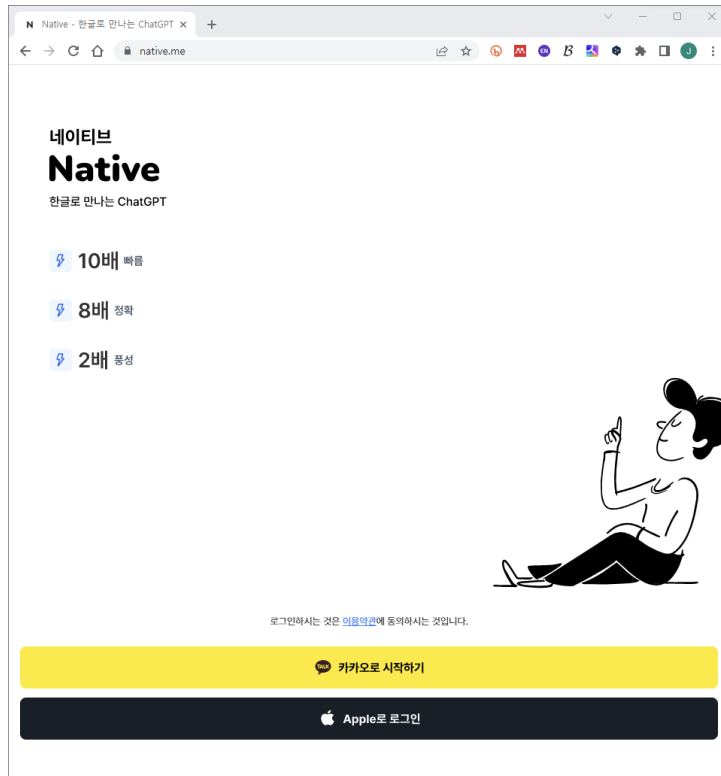 N Native - 한글로 만나는 ChatGPT
native.me
EN
B
J
네이티브
Native
한글로 만나는 ChatGPT
10배 빠름
8배 정확
2배 풍성
로그인하시는 것은 이용약관에 동의하시는 것입니다.
TALK 카카오로 시작하기
Apple로 로그인